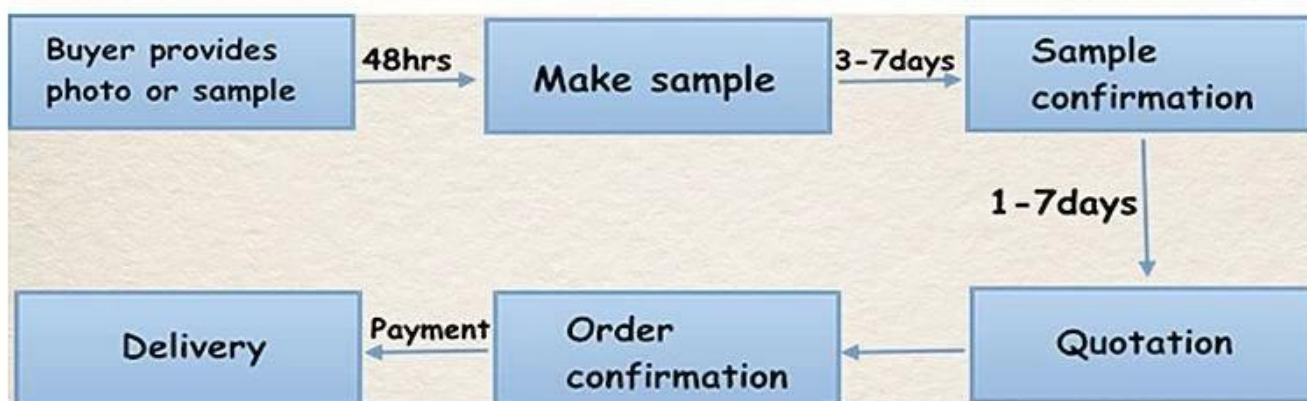 Buyer provides
photo or sample
48hrs
Make sample
3-7days
Sample
confirmation
1-7days
Quotation
Order
confirmation
Payment
Delivery